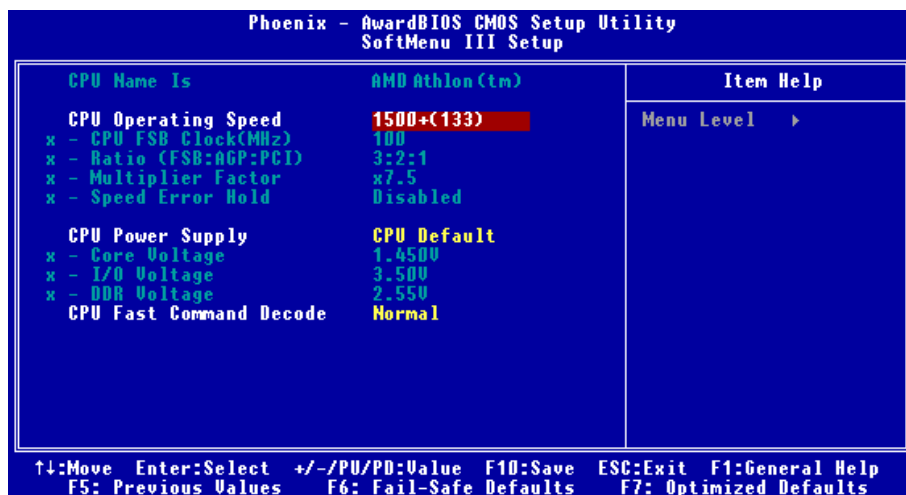 Phoenix - AwardBIOS CMOS Setup Utility
SoftMenu III Setup
CPU Name Is AMD Athlon(tm)
Item Help
CPU Operating Speed 1500+(133)
Menu Level ▸
x - CPU FSB Clock(MHz) 100
x - Ratio (FSB:AGP:PCI) 3:2:1
x - Multiplier Factor x7.5
x - Speed Error Hold Disabled
CPU Power Supply CPU Default
x - Core Voltage 1.450V
x - I/O Voltage 3.50V
x - DDR Voltage 2.55V
CPU Fast Command Decode Normal
↑↓:Move Enter:Select +/-/PU/PD:Value F10:Save ESC:Exit F1:General Help
F5: Previous Values F6: Fail-Safe Defaults F7: Optimized Defaults